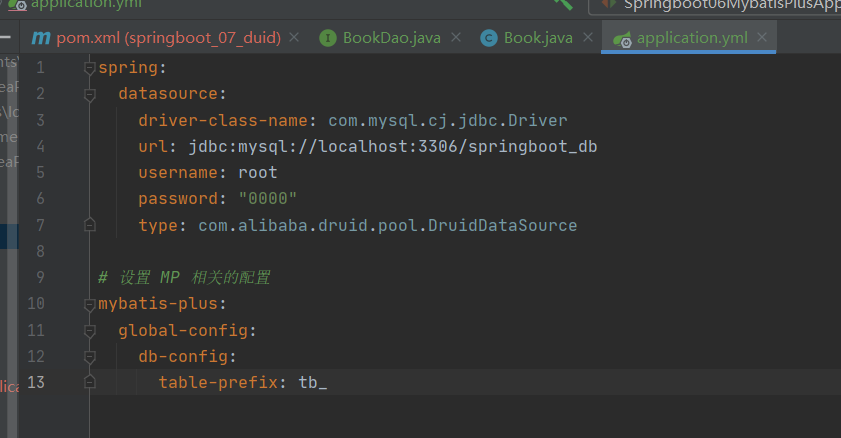 application.yml
Springboot06MybatisPlusApp
pom.xml (springboot_07_duid)
BookDao.java
Book.java
application.yml
1 spring:
2 datasource:
3 driver-class-name: com.mysql.cj.jdbc.Driver
4 url: jdbc:mysql://localhost:3306/springboot_db
5 username: root
6 password: "0000"
7 type: com.alibaba.druid.pool.DruidDataSource
8
9 # 设置 MP 相关的配置
10 mybatis-plus:
11 global-config:
12 db-config:
13 table-prefix: tb_